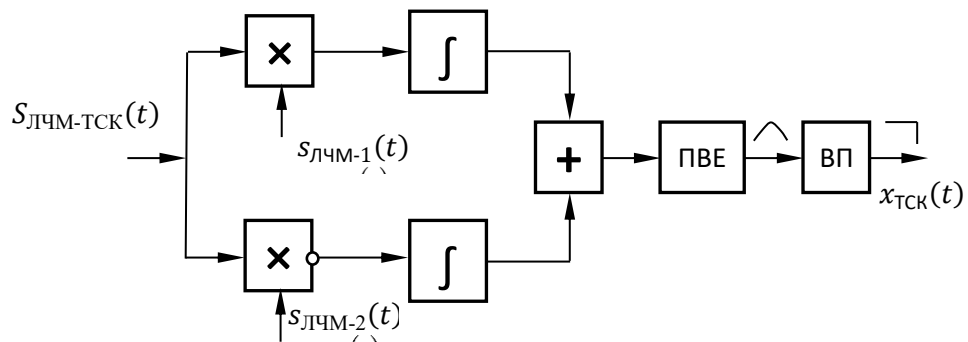 × ∫
S_ЛЧМ-ТСК(t)
s_ЛЧМ-1(t)
+ ПВЕ ВП
x_ТСК(t)
× ∫
s_ЛЧМ-2(t)